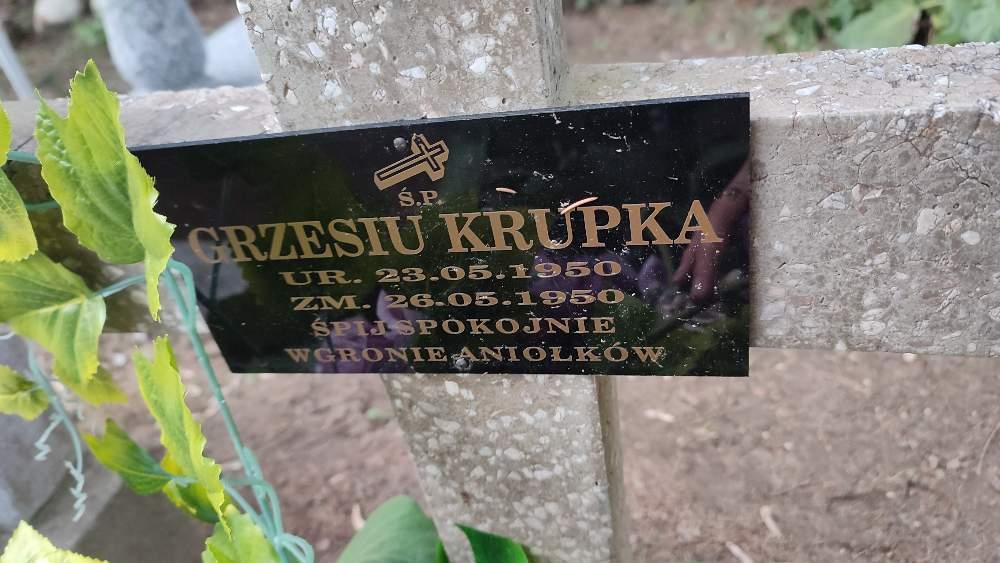 Ś.P.
GRZESIU KRUPKA
UR. 23.05.1950
ZM. 26.05.1950
ŚPIJ SPOKOJNIE
W GRONIE ANIOŁKÓW